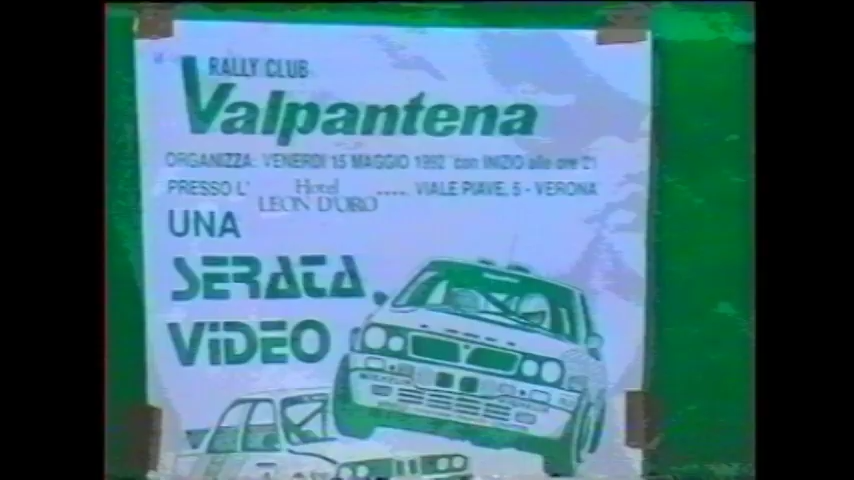 RALLY CLUB
Valpantena
ORGANIZZA: VENERDI 15 MAGGIO 1992 con INIZIO alle ore 21
PRESSO L' Hotel LEON D'ORO .... VIALE PIAVE, 5 - VERONA
UNA
SERATA
VIDEO